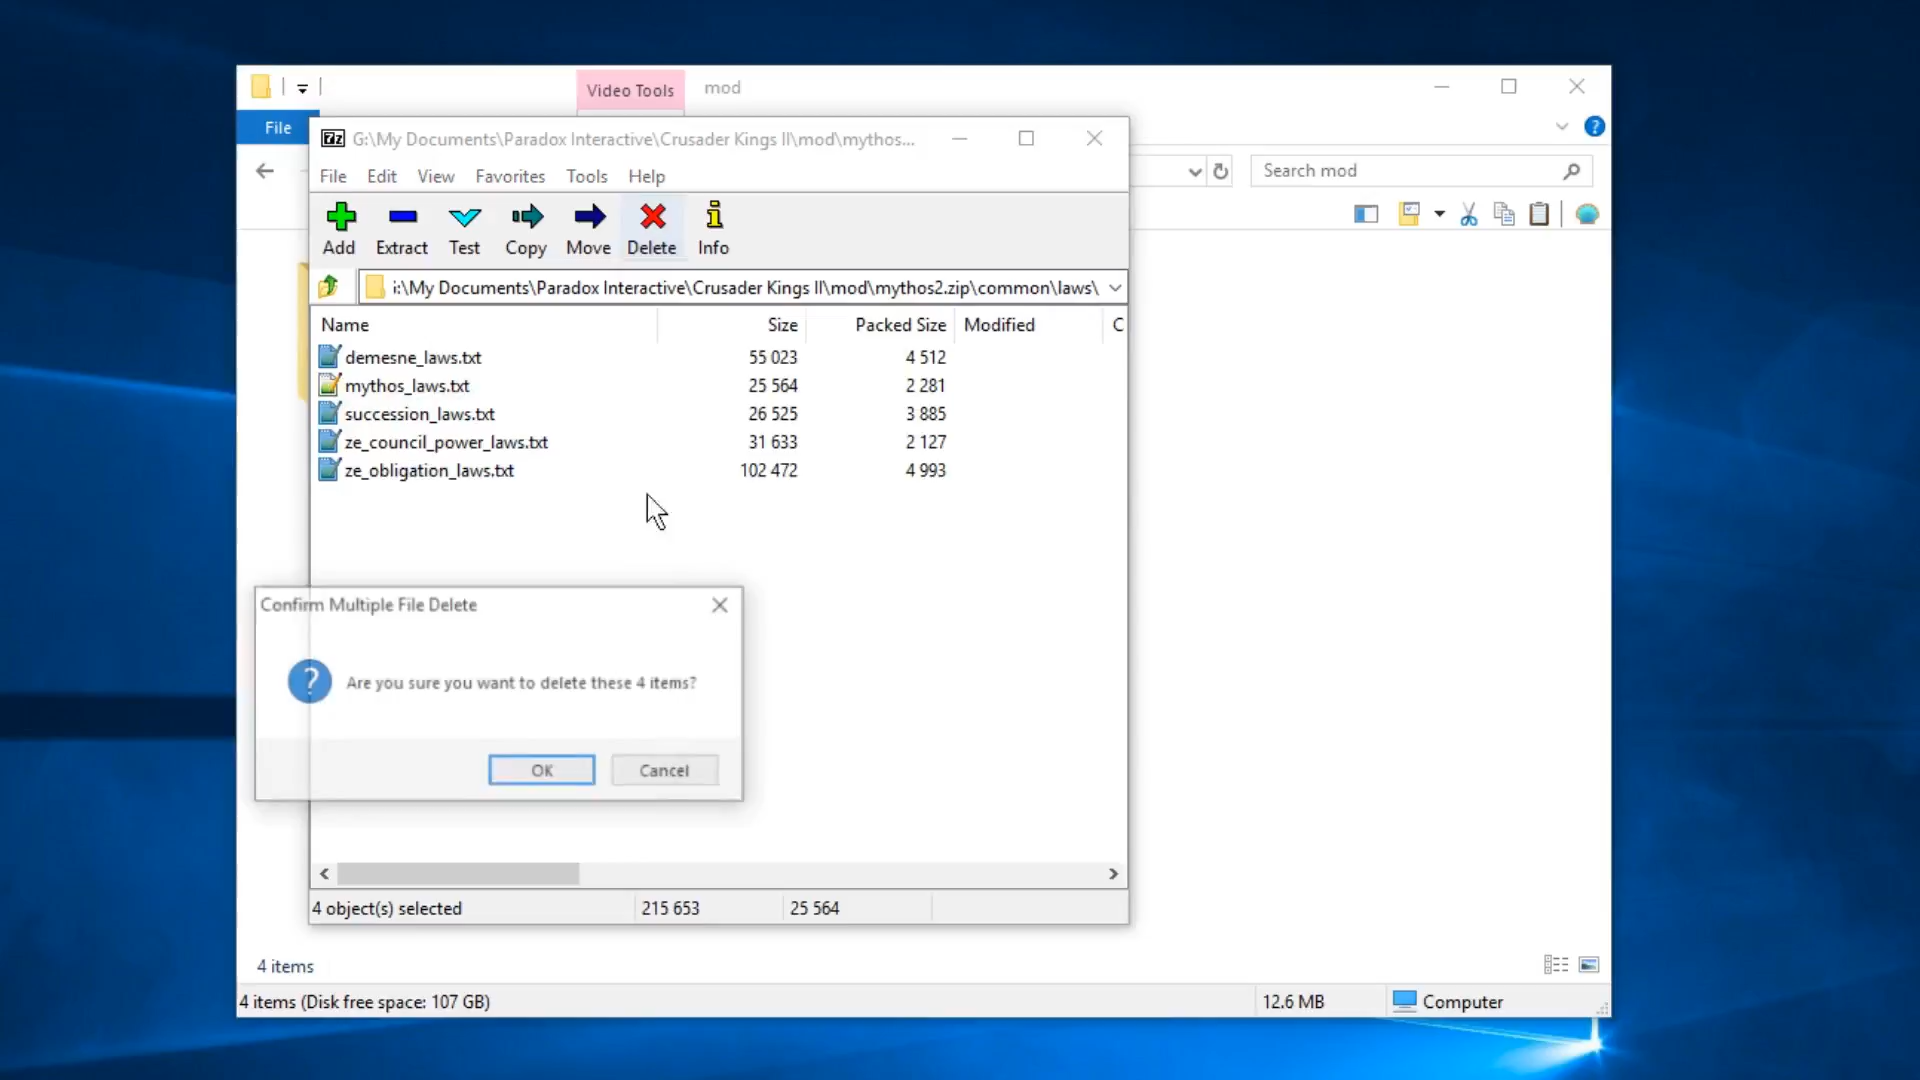 Video Tools mod
File
7z G:\My Documents\Paradox Interactive\Crusader Kings II\mod\mythos...
Search mod
File Edit View Favorites Tools Help
Add Extract Test Copy Move Delete Info
:\My Documents\Paradox Interactive\Crusader Kings II\mod\mythos2.zip\common\laws\
Name Size Packed Size Modified C
demesne_laws.txt 55 023 4 512
mythos_laws.txt 25 564 2 281
succession_laws.txt 26 525 3 885
ze_council_power_laws.txt 31 633 2 127
ze_obligation_laws.txt 102 472 4 993
Confirm Multiple File Delete
Are you sure you want to delete these 4 items?
OK Cancel
4 object(s) selected 215 653 25 564
4 items
4 items (Disk free space: 107 GB) 12.6 MB Computer